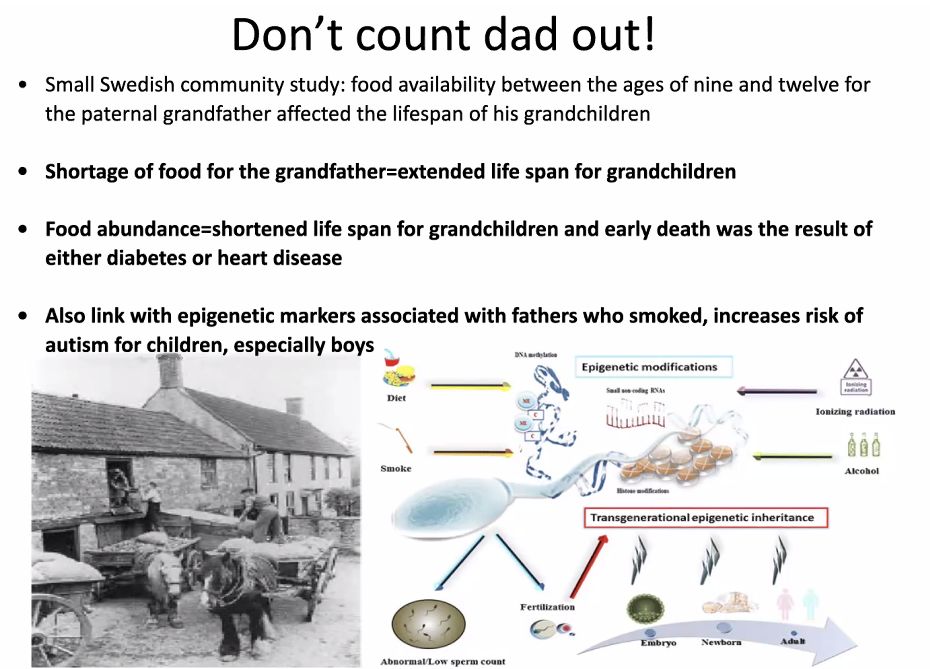 Don’t count dad out!
• Small Swedish community study: food availability between the ages of nine and twelve for
the paternal grandfather affected the lifespan of his grandchildren
• Shortage of food for the grandfather=extended life span for grandchildren
• Food abundance=shortened life span for grandchildren and early death was the result of
either diabetes or heart disease
• Also link with epigenetic markers associated with fathers who smoked, increases risk of
autism for children, especially boys
DNA methylation
Epigenetic modifications
Diet
Small non-coding RNAs
ME
C
ME
C
Ionizing
radiation
Ionizing radiation
Smoke
Alcohol
Histone modifications
Transgenerational epigenetic inheritance
Fertilization
Embryo
Newborn
Adult
Abnormal/Low sperm count